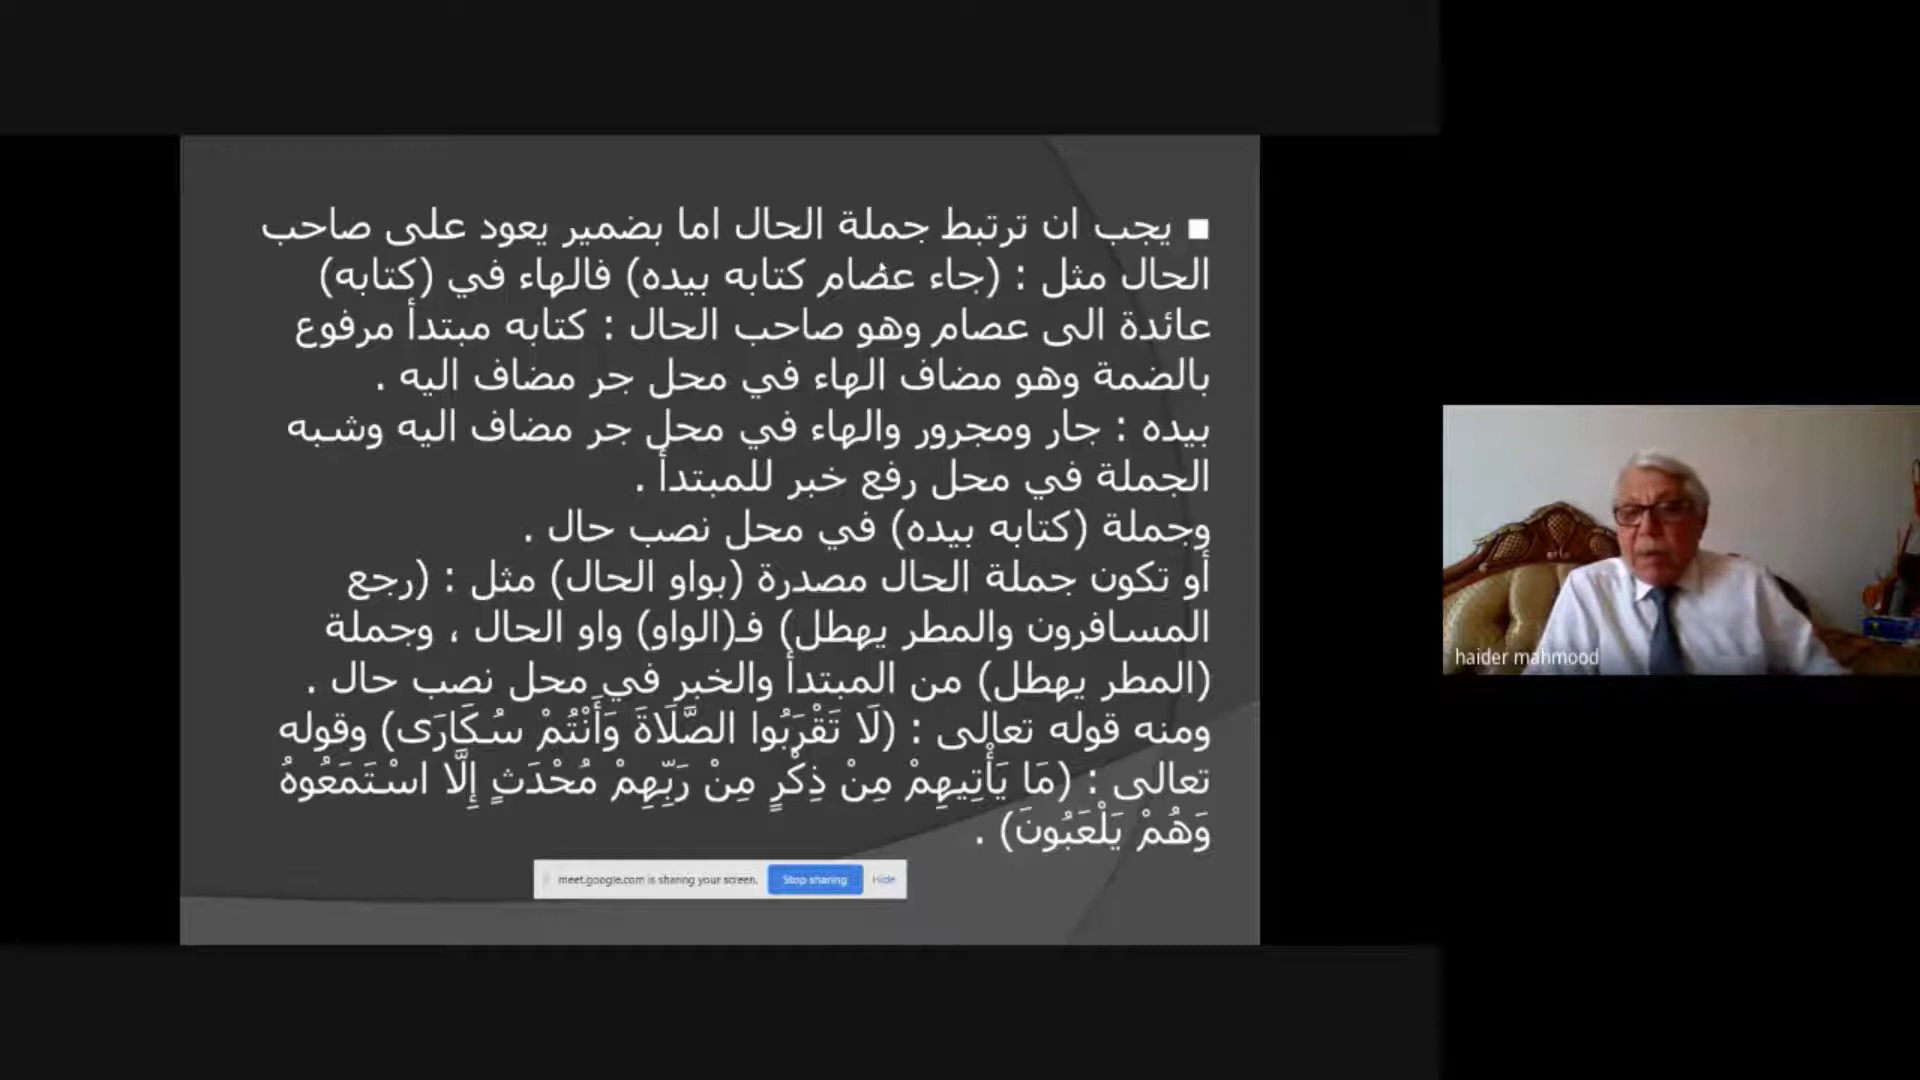 ■ يجب ان ترتبط جملة الحال اما بضمير يعود على صاحب
الحال مثل : (جاء عصام كتابه بيده) فالهاء في (كتابه)
عائدة الى عصام وهو صاحب الحال : كتابه مبتدأ مرفوع
بالضمة وهو مضاف الهاء في محل جر مضاف اليه .
بيده : جار ومجرور والهاء في محل جر مضاف اليه وشبه
الجملة في محل رفع خبر للمبتدأ .
وجملة (كتابه بيده) في محل نصب حال .
أو تكون جملة الحال مصدرة (بواو الحال) مثل : (رجع
المسافرون والمطر يهطل) فـ(الواو) واو الحال ، وجملة
(المطر يهطل) من المبتدأ والخبر في محل نصب حال .
ومنه قوله تعالى : (لَا تَقْرَبُوا الصَّلَاةَ وَأَنْتُمْ سُكَارَى) وقوله
تعالى : (مَا يَأْتِيهِمْ مِنْ ذِكْرٍ مِنْ رَبِّهِمْ مُحْدَثٍ إِلَّا اسْتَمَعُوهُ
وَهُمْ يَلْعَبُونَ) .
meet.google.com is sharing your screen. Stop sharing Hide
haider mahmood